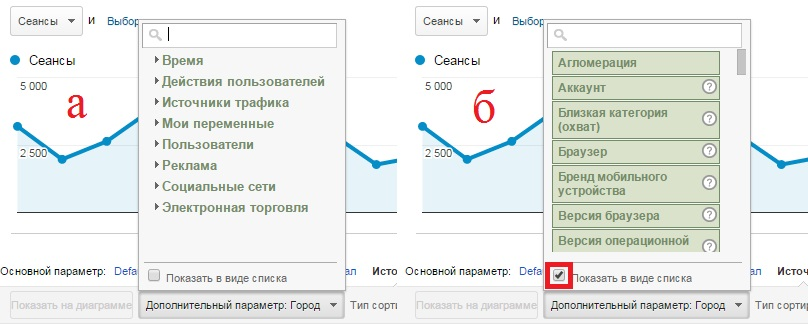 Сеансы
и
Выбор
Сеансы
5 000
2 500
а
Время
Действия пользователей
Источники трафика
Мои переменные
Пользователи
Реклама
Социальные сети
Электронная торговля
Показать в виде списка
Основной параметр: Defa
ал
Исто
Показать на диаграмме
Дополнительный параметр: Город
Тип сорти
Сеансы
и
Выбор
Сеансы
5 000
2 500
б
Агломерация
Аккаунт
?
Близкая категория
(охват)
?
Браузер
?
Бренд мобильного
устройства
?
Версия браузера
?
Версия операционной
?
Показать в виде списка
Основной параметр: Defau
ал
Источ
Показать на диаграмме
Дополнительный параметр: Город
Тип сорти